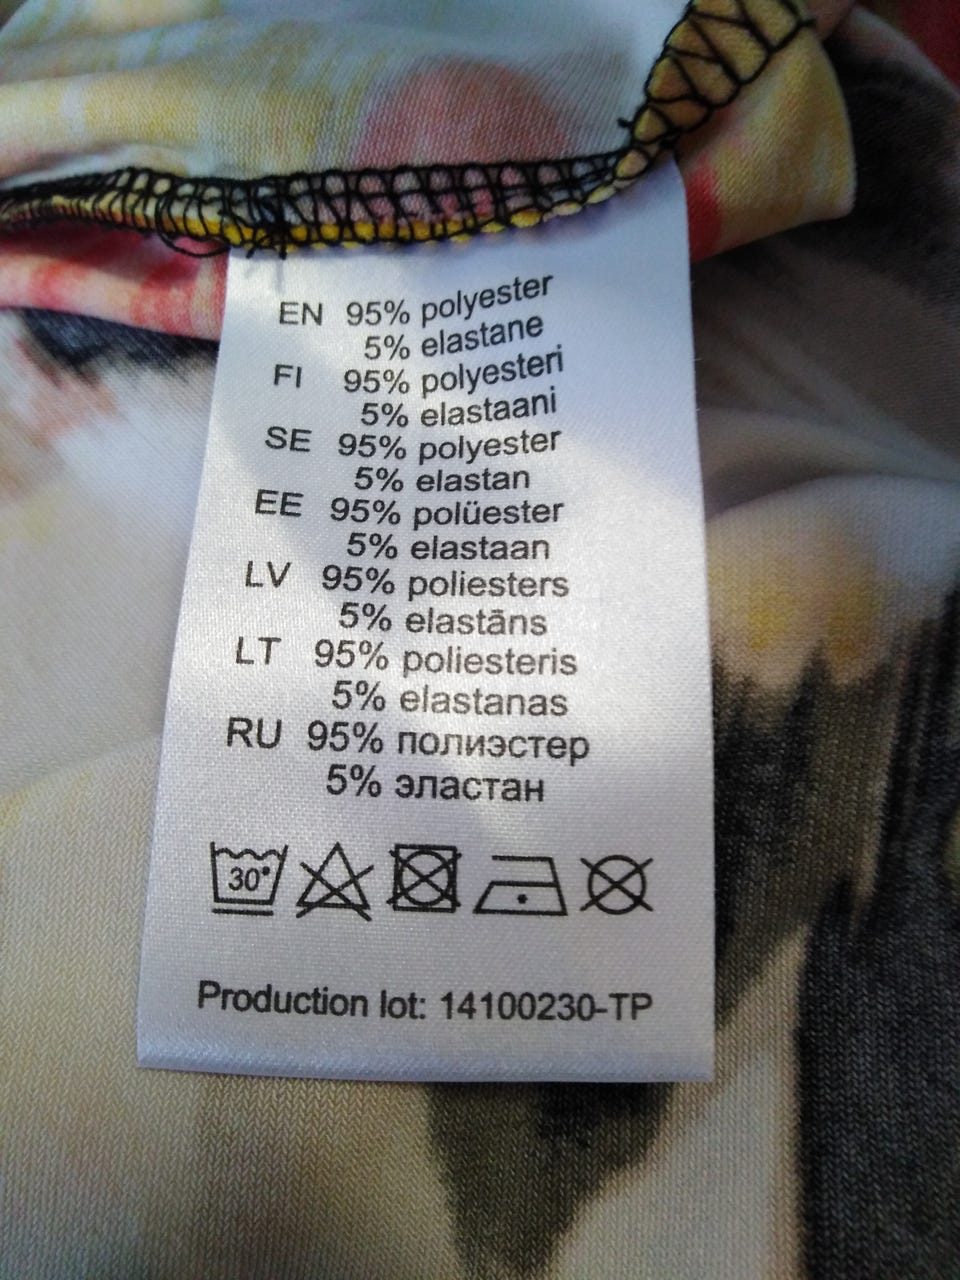 EN 95% polyester
5% elastane
FI 95% polyesteri
5% elastaani
SE 95% polyester
5% elastan
EE 95% polüester
5% elastaan
LV 95% poliesters
5% elastāns
LT 95% poliesteris
5% elastanas
RU 95% полиэстер
5% эластан
30°
Production lot: 14100230-TP